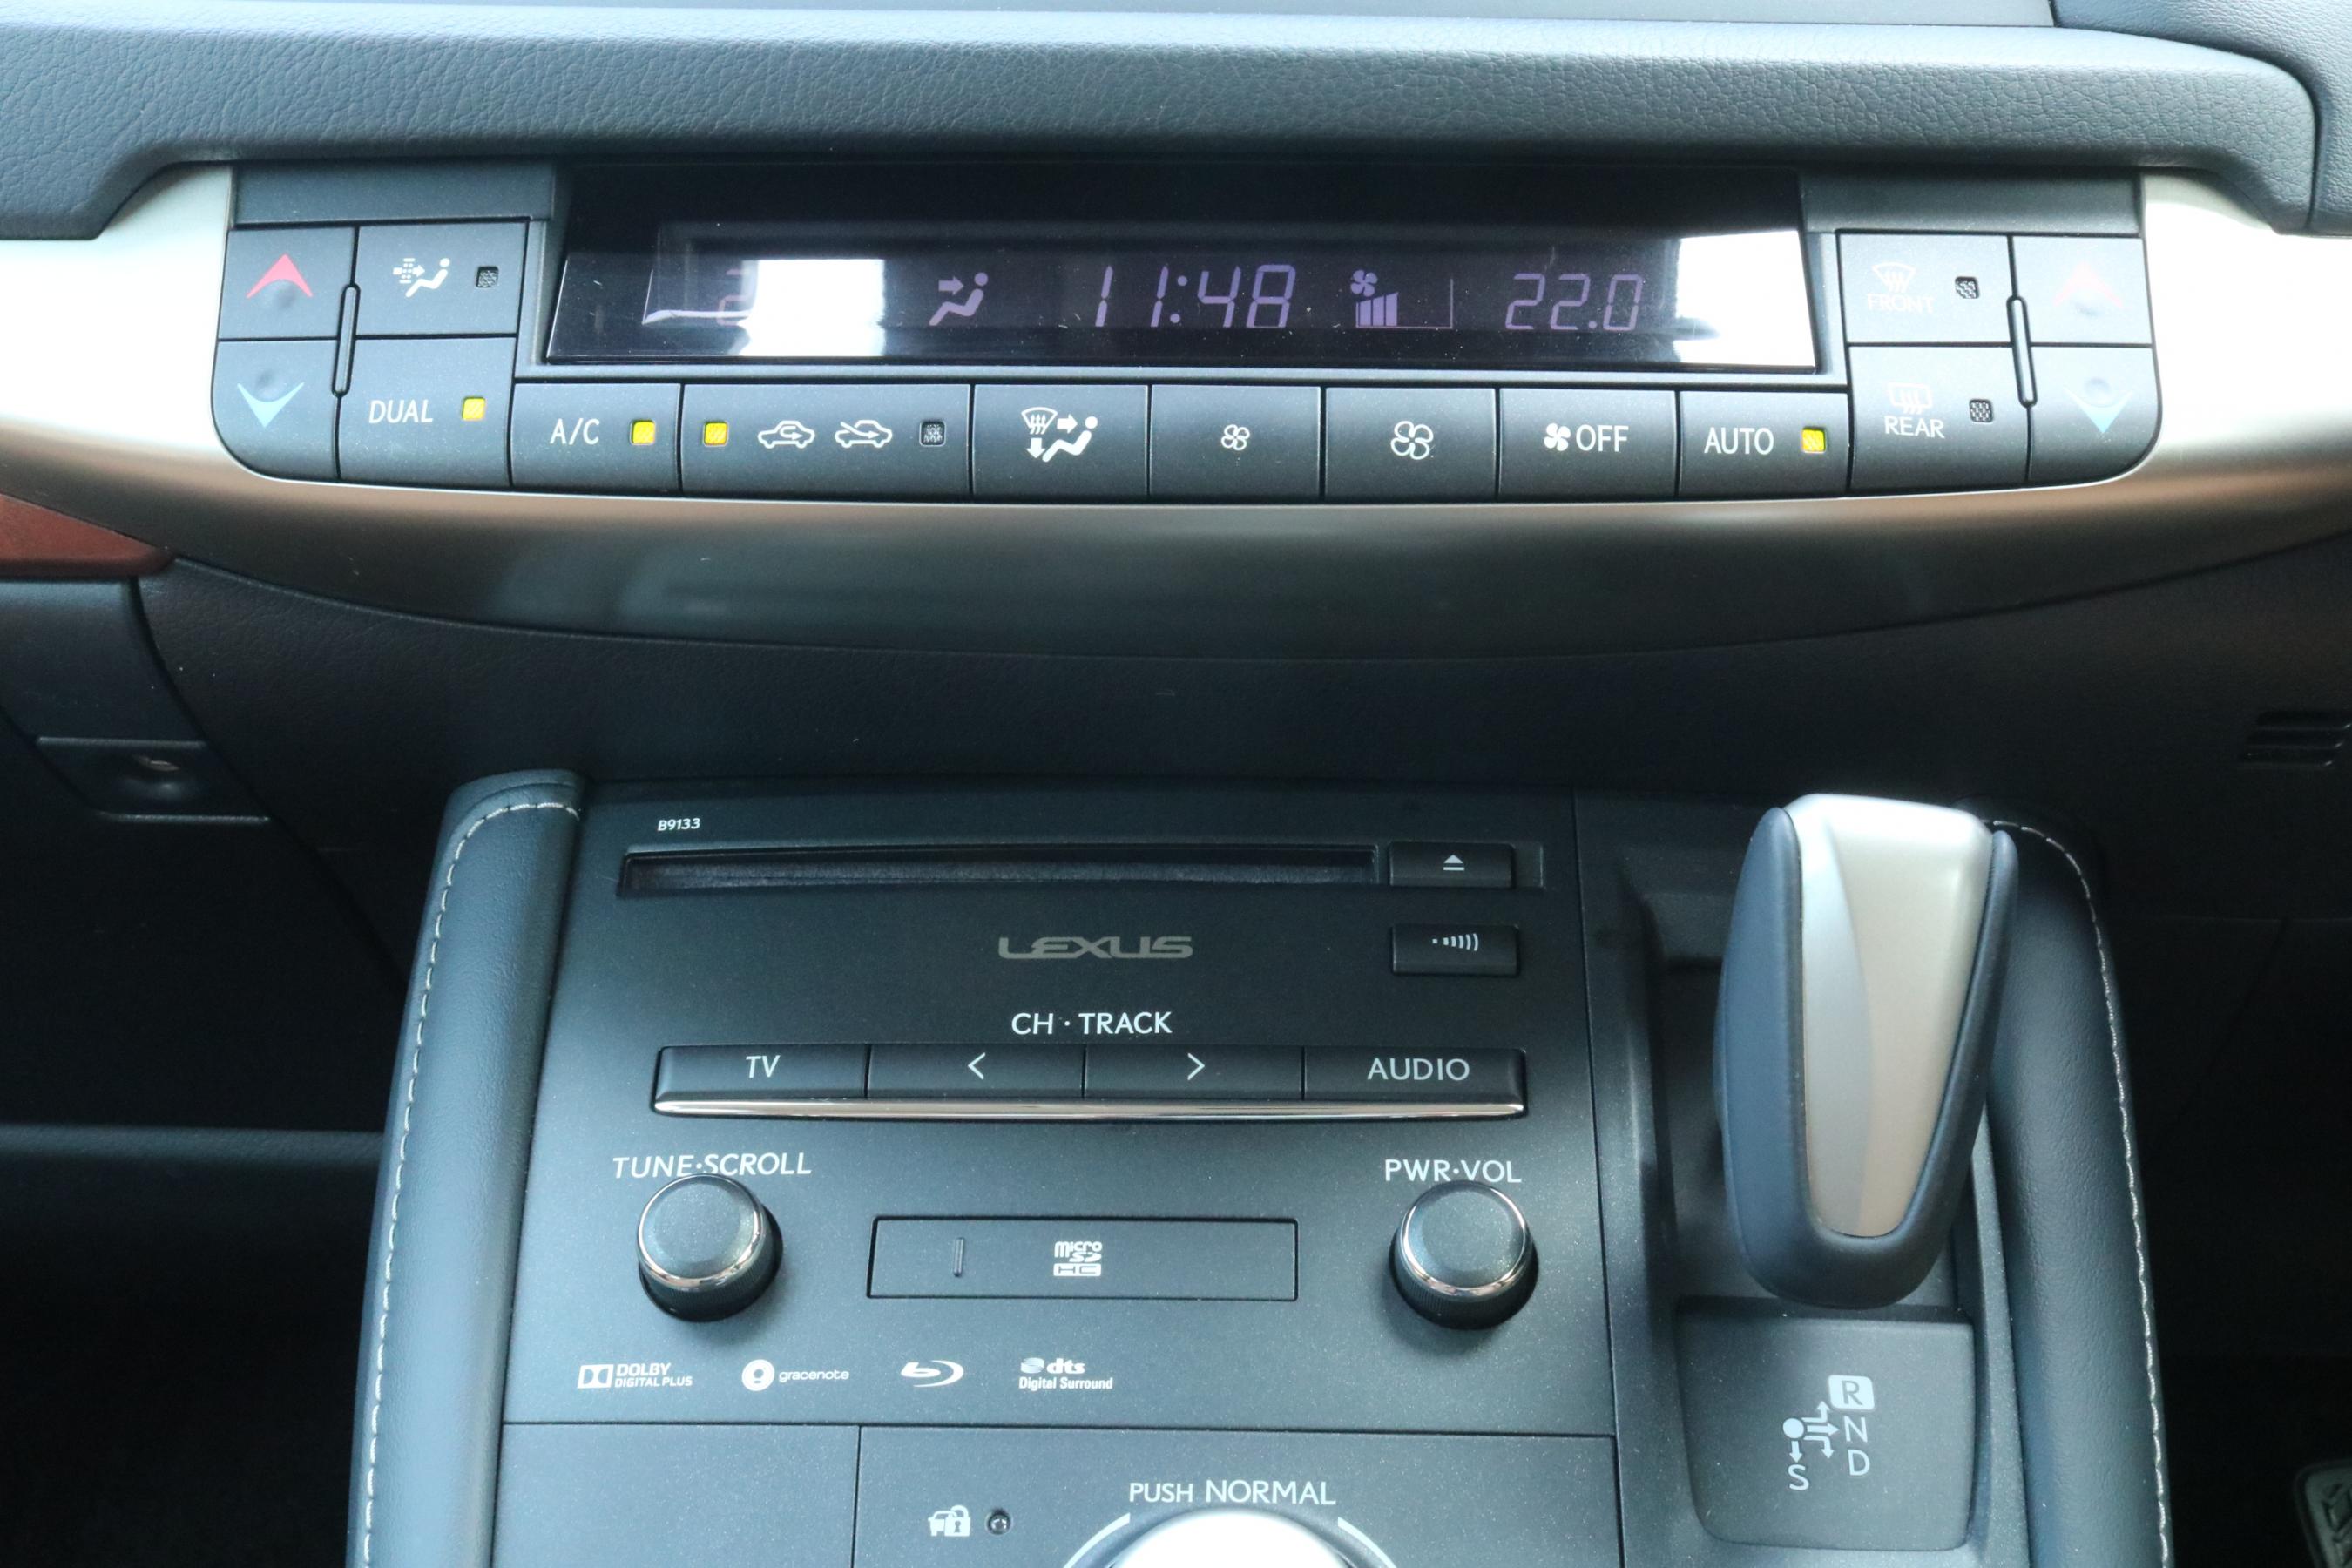 11:48
22.0
FRONT
DUAL
A/C
OFF
AUTO
REAR
B9133
LEXUS
CH · TRACK
TV < > AUDIO
TUNE·SCROLL
PWR·VOL
micro
SD
HC
DOLBY
DIGITAL PLUS
gracenote
dts
Digital Surround
R
N
D
S
PUSH NORMAL